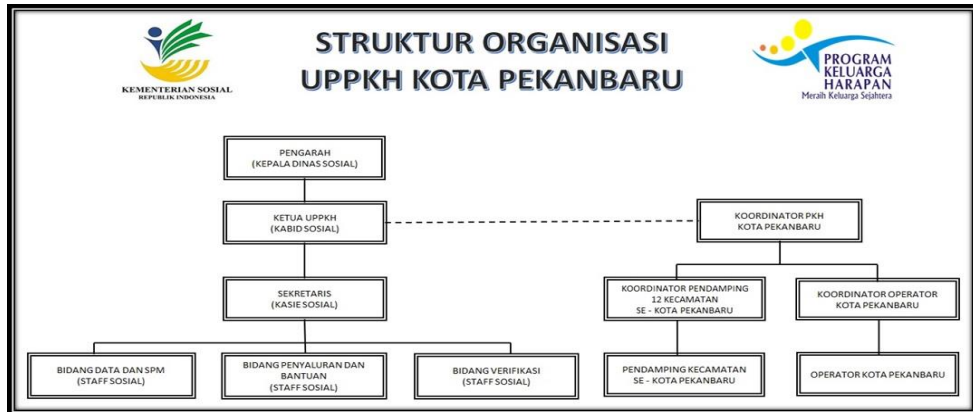 KEMENTERIAN SOSIAL
REPUBLIK INDONESIA
STRUKTUR ORGANISASI
UPPKH KOTA PEKANBARU
PROGRAM
KELUARGA
HARAPAN
Meraih Keluarga Sejahtera
PENGARAH
(KEPALA DINAS SOSIAL)
KETUA UPPKH
(KABID SOSIAL)
KOORDINATOR PKH
KOTA PEKANBARU
SEKRETARIS
(KASIE SOSIAL)
KOORDINATOR PENDAMPING
12 KECAMATAN
SE - KOTA PEKANBARU
KOORDINATOR OPERATOR
KOTA PEKANBARU
BIDANG DATA DAN SPM
(STAFF SOSIAL)
BIDANG PENYALURAN DAN
BANTUAN
(STAFF SOSIAL)
BIDANG VERIFIKASI
(STAFF SOSIAL)
PENDAMPING KECAMATAN
SE - KOTA PEKANBARU
OPERATOR KOTA PEKANBARU